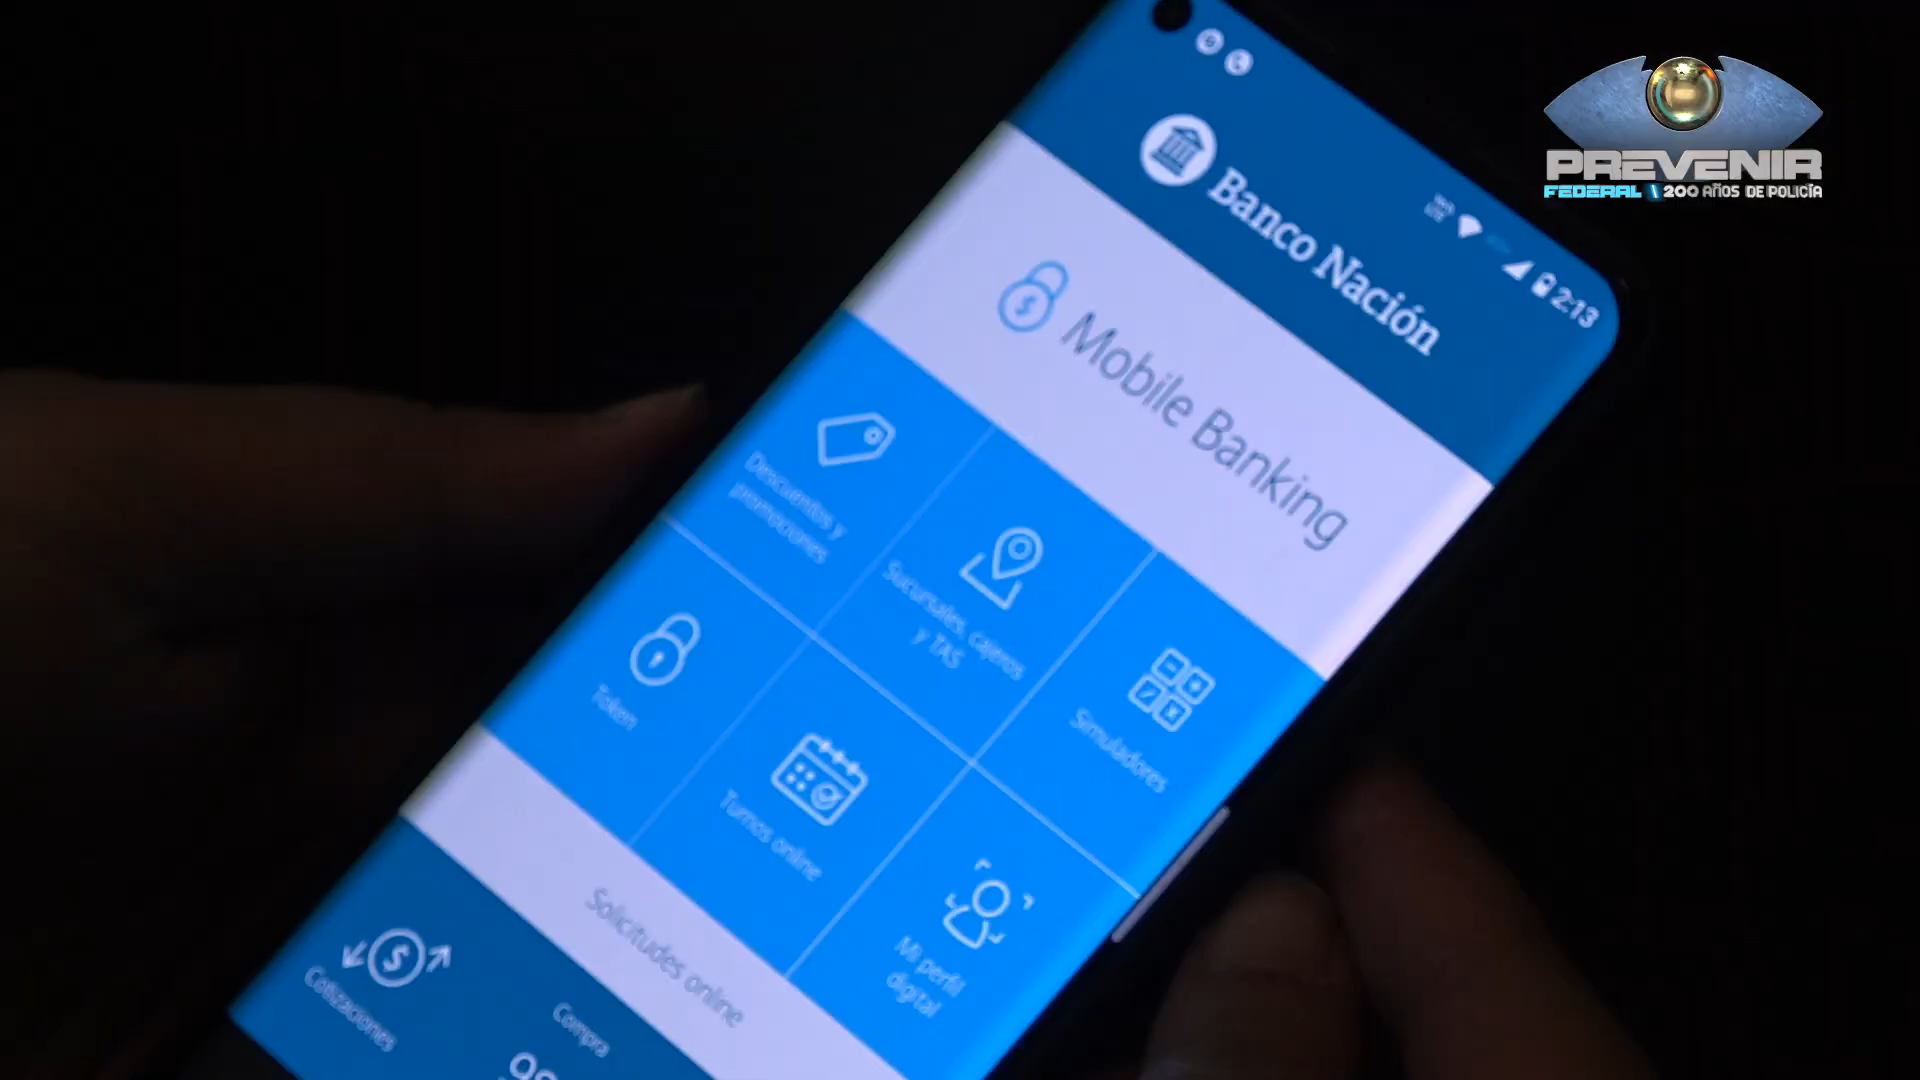 PREVENIR
FEDERAL 200 AÑOS DE POLICÍA
2:13
Banco Nación
Mobile Banking
Descuentos y
promociones
Sucursales, cajeros
y TAS
Simuladores
Token
Turnos online
Mi perfil
digital
Solicitudes online
Cotizaciones
Compra